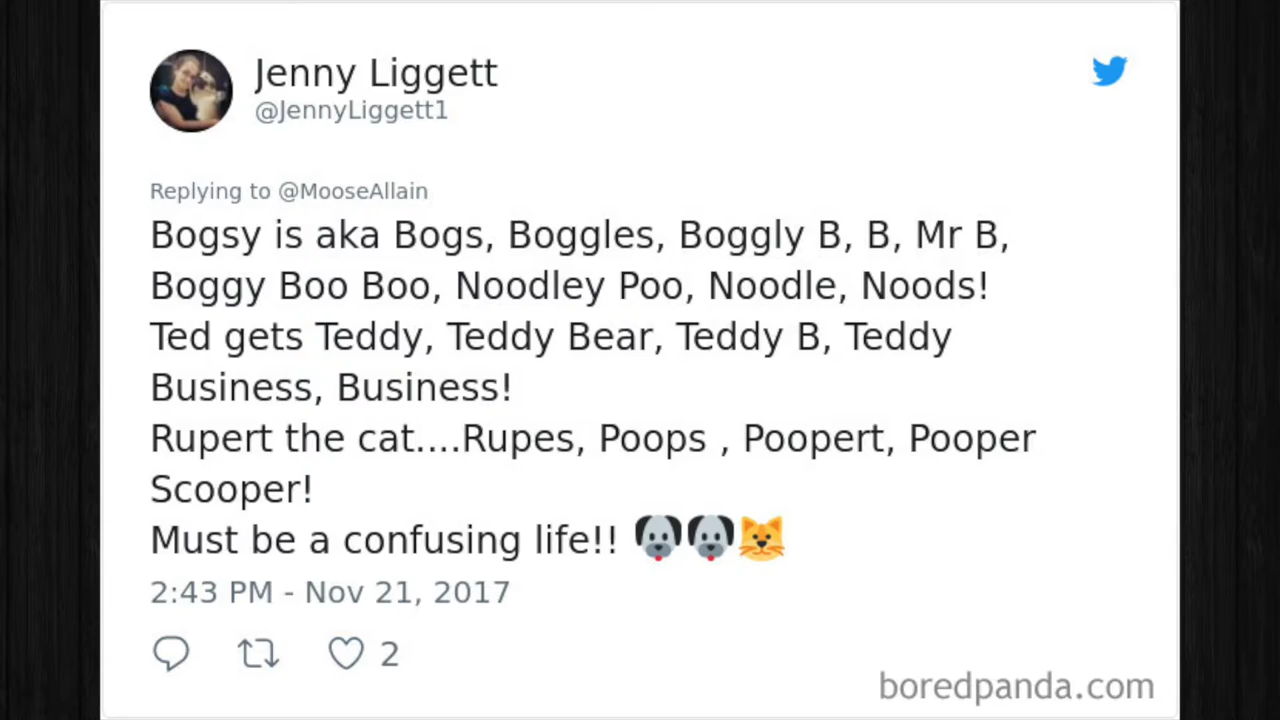 Jenny Liggett
@JennyLiggett1
Replying to @MooseAllain
Bogsy is aka Bogs, Boggles, Boggly B, B, Mr B,
Boggy Boo Boo, Noodley Poo, Noodle, Noods!
Ted gets Teddy, Teddy Bear, Teddy B, Teddy
Business, Business!
Rupert the cat....Rupes, Poops , Poopert, Pooper
Scooper!
Must be a confusing life!! 🐶🐶🐱
2:43 PM - Nov 21, 2017
2
boredpanda.com